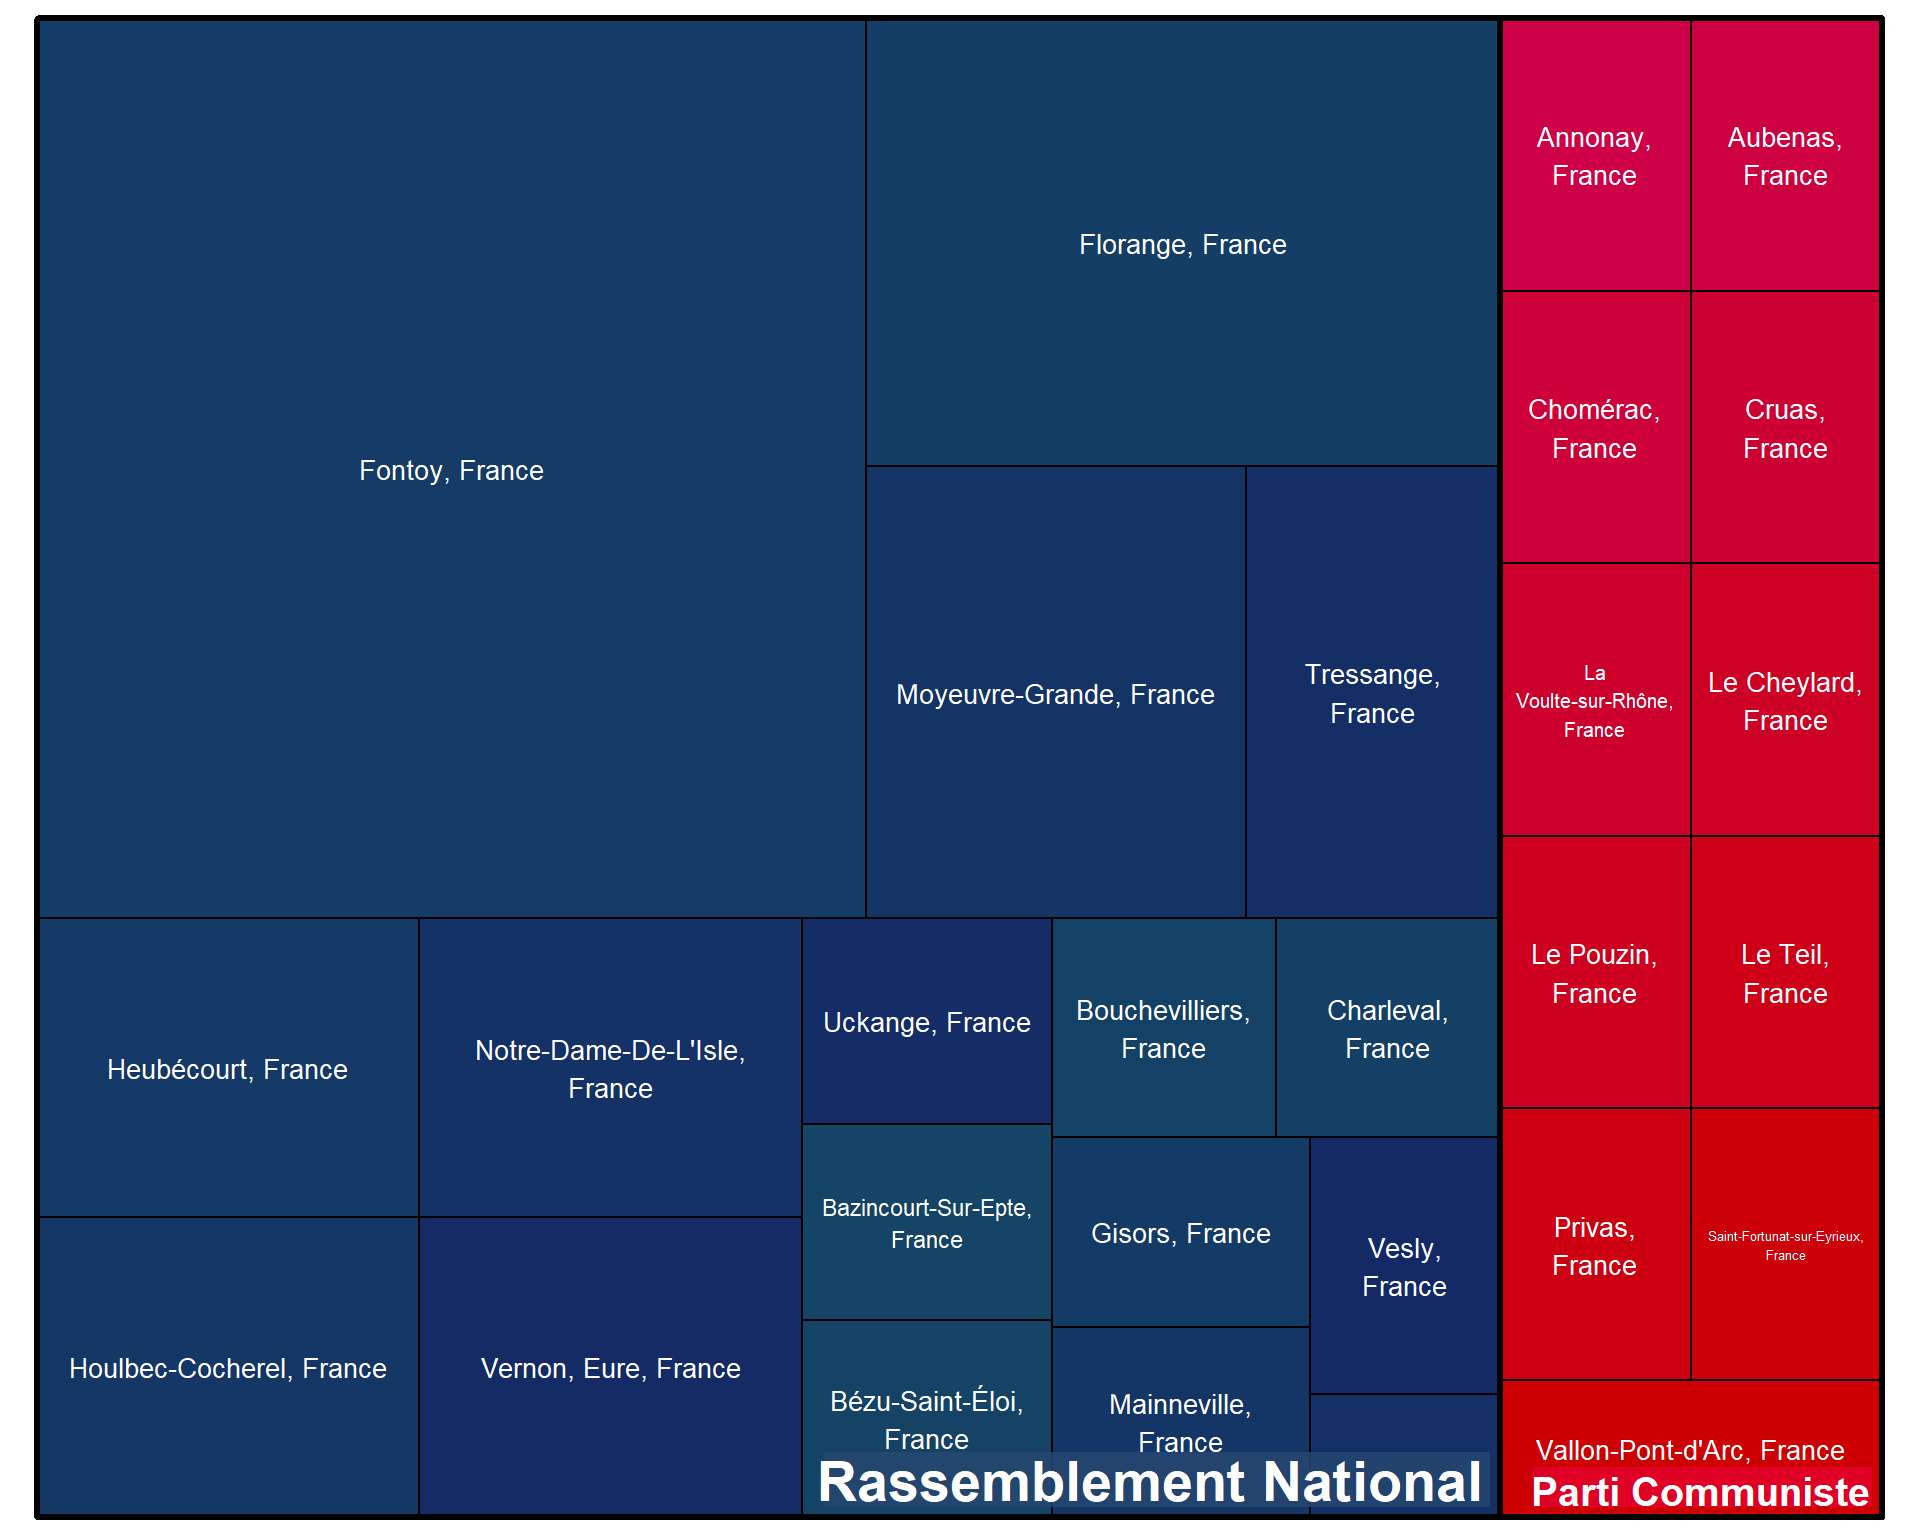 Fontoy, France
Florange, France
Moyeuvre-Grande, France
Tressange,
France
Heubécourt, France
Notre-Dame-De-L'Isle,
France
Houlbec-Cocherel, France
Vernon, Eure, France
Uckange, France
Bazincourt-Sur-Epte,
France
Bézu-Saint-Éloi,
France
Bouchevilliers,
France
Charleval,
France
Gisors, France
Mainneville,
France
Vesly,
France
Rassemblement National
Annonay,
France
Aubenas,
France
Chomérac,
France
Cruas,
France
La
Voulte-sur-Rhône,
France
Le Cheylard,
France
Le Pouzin,
France
Le Teil,
France
Privas,
France
Saint-Fortunat-sur-Eyrieux,
France
Vallon-Pont-d'Arc, France
Parti Communiste